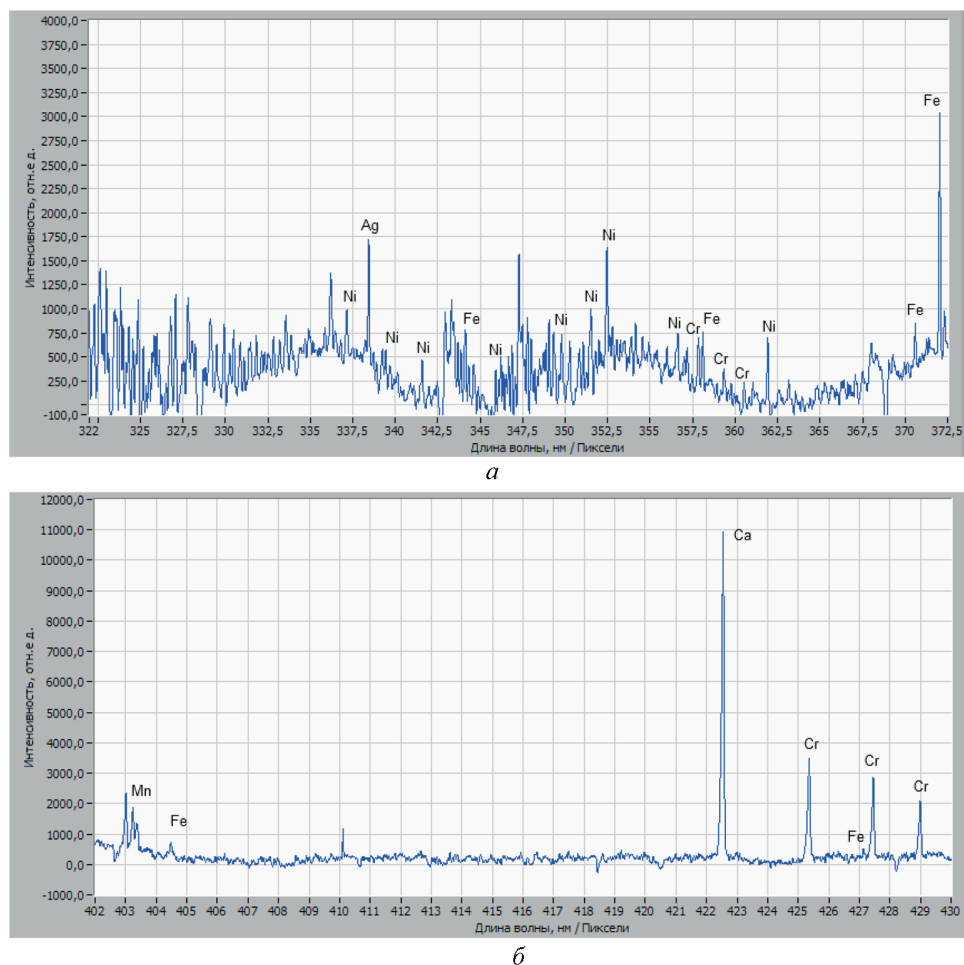 4000,0
3750,0
3500,0
3250,0
3000,0
2750,0
2500,0
2250,0
2000,0
1750,0
1500,0
1250,0
1000,0
750,0
500,0
250,0
-100,0
Интенсивность, отн.е д.
Fe
Ag
Ni
Ni
Ni
Fe
Ni
Ni
Ni
Ni
Ni
Cr
Fe
Cr
Cr
Ni
Fe
322 325 327,5 330 332,5 335 337,5 340 342,5 345 347,5 350 352,5 355 357,5 360 362,5 365 367,5 370 372,5
Длина волны, нм / Пиксели
а
12000,0
11000,0
10000,0
9000,0
8000,0
7000,0
6000,0
5000,0
4000,0
3000,0
2000,0
1000,0
0,0
-1000,0
Интенсивность, отн.е д.
Mn
Fe
Ca
Cr
Fe
Cr
Cr
402 403 404 405 406 407 408 409 410 411 412 413 414 415 416 417 418 419 420 421 422 423 424 425 426 427 428 429 430
Длина волны, нм / Пиксели
б